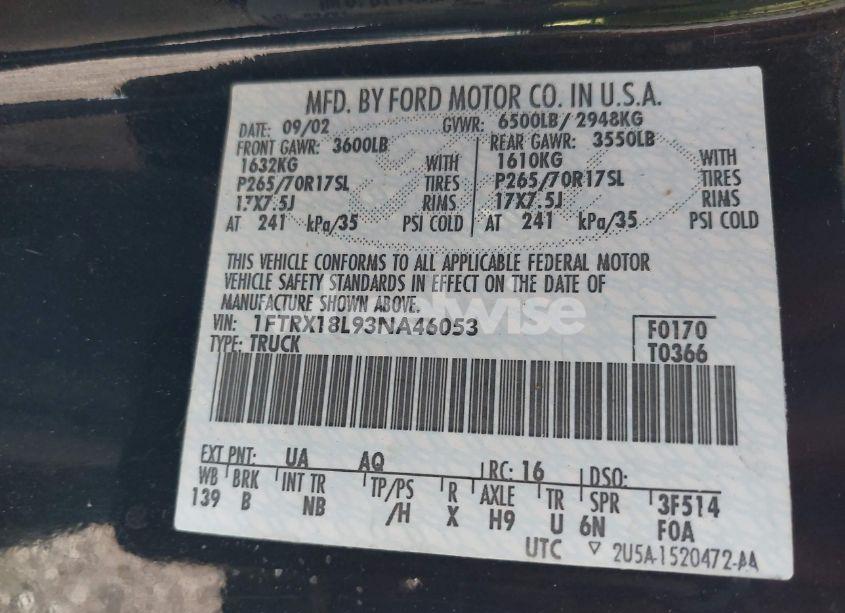 MFD. BY FORD MOTOR CO. IN U.S.A.
DATE: 09/02 GVWR: 6500LB/ 2948KG
FRONT GAWR: 3600LB REAR GAWR: 3550LB
1632KG WITH 1610KG WITH
P265/70R17SL TIRES P265/70R17SL TIRES
17X7.5J RIMS 17X7.5J RIMS
AT 241 kPa/35 PSI COLD AT 241 kPa/35 PSI COLD
THIS VEHICLE CONFORMS TO ALL APPLICABLE FEDERAL MOTOR
VEHICLE SAFETY STANDARDS IN EFFECT ON THE DATE OF
MANUFACTURE SHOWN ABOVE.
VIN: 1FTRX18L93NA46053 F0170
TYPE: TRUCK T0366
EXT PNT: UA AQ RC: 16 DSO:
WB BRK INT TR TP/PS R AXLE TR SPR 3F514
139 B NB /H X H9 U 6N F0A
UTC ▽ 2U5A-1520472-AA